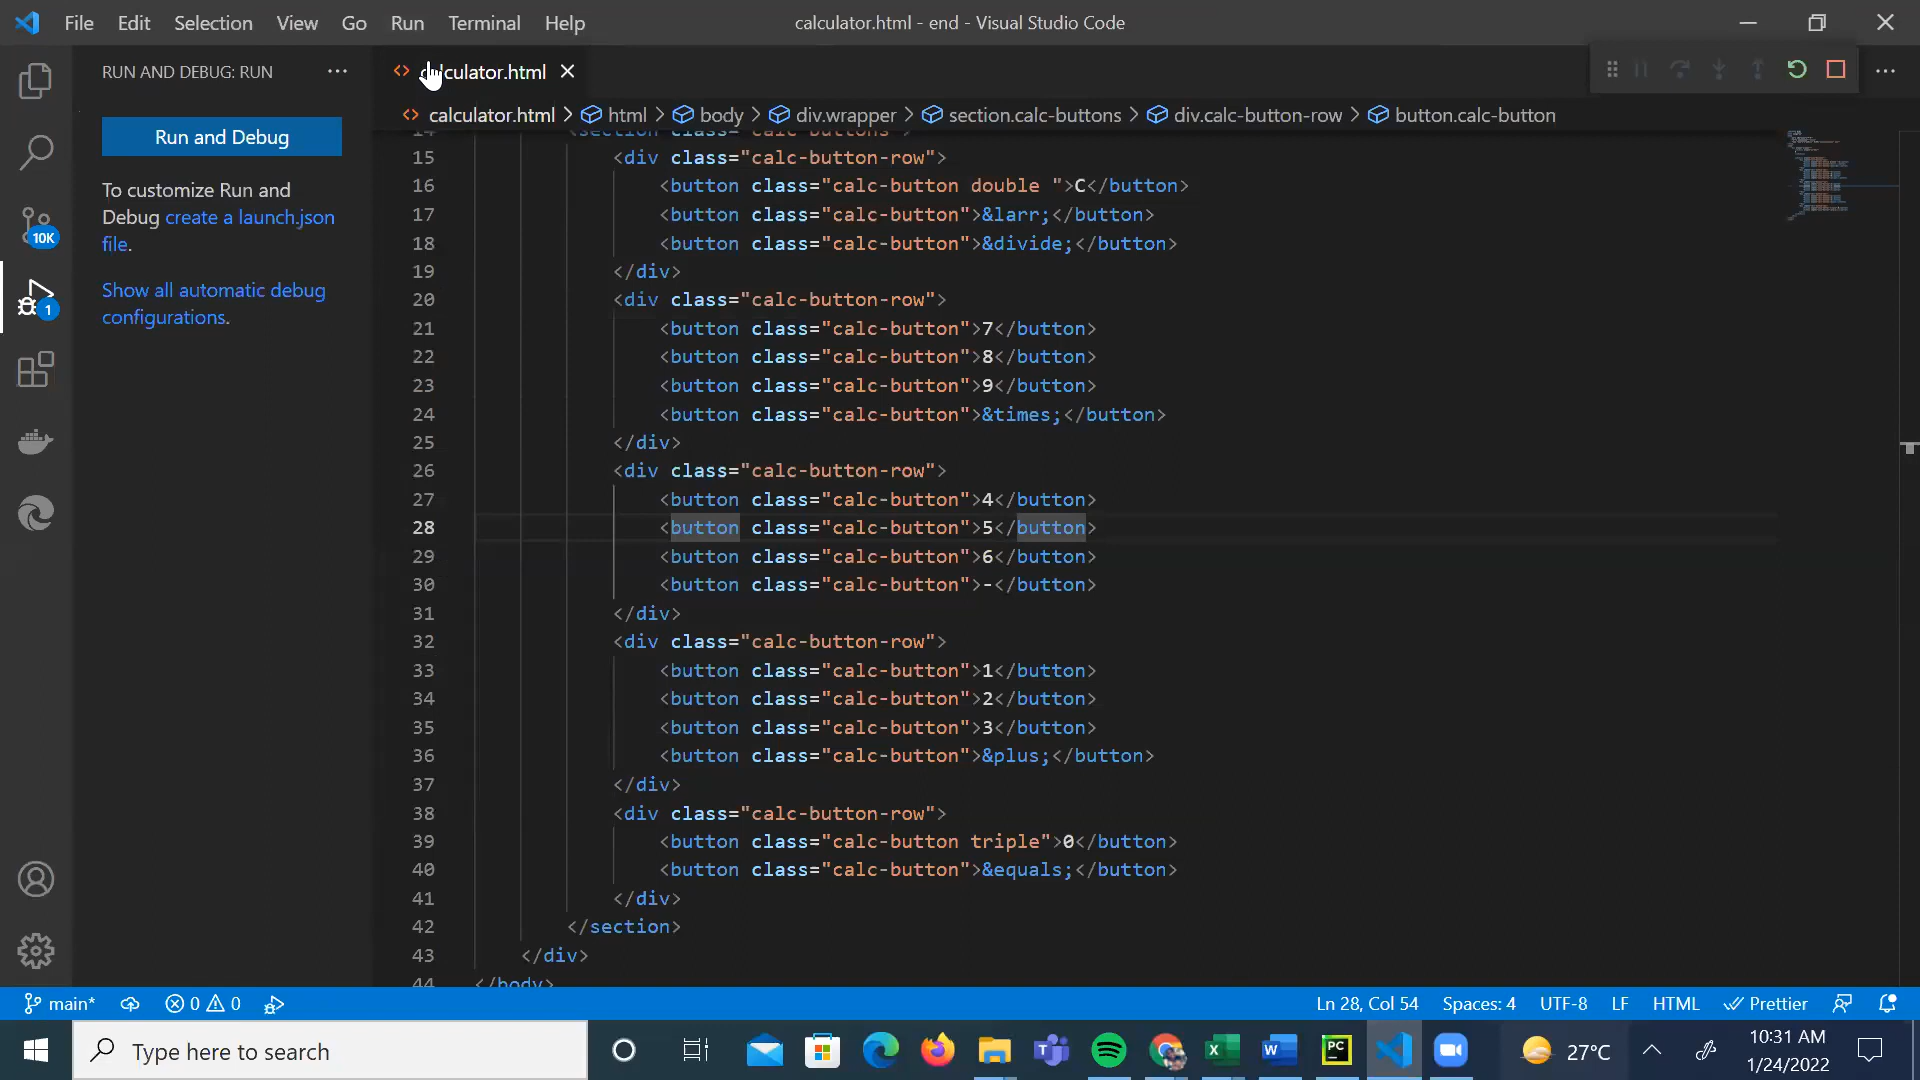 File Edit Selection View Go Run Terminal Help
calculator.html - end - Visual Studio Code
RUN AND DEBUG: RUN
Run and Debug
To customize Run and
Debug create a launch.json
file.
Show all automatic debug
configurations.
10K
1
calculator.html > html > body > div.wrapper > section.calc-buttons > div.calc-button-row > button.calc-button
15 <div class="calc-button-row">
16 <button class="calc-button double ">C</button>
17 <button class="calc-button">&larr;</button>
18 <button class="calc-button">&divide;</button>
19 </div>
20 <div class="calc-button-row">
21 <button class="calc-button">7</button>
22 <button class="calc-button">8</button>
23 <button class="calc-button">9</button>
24 <button class="calc-button">&times;</button>
25 </div>
26 <div class="calc-button-row">
27 <button class="calc-button">4</button>
28 <button class="calc-button">5</button>
29 <button class="calc-button">6</button>
30 <button class="calc-button">-</button>
31 </div>
32 <div class="calc-button-row">
33 <button class="calc-button">1</button>
34 <button class="calc-button">2</button>
35 <button class="calc-button">3</button>
36 <button class="calc-button">&plus;</button>
37 </div>
38 <div class="calc-button-row">
39 <button class="calc-button triple">0</button>
40 <button class="calc-button">&equals;</button>
41 </div>
42 </section>
43 </div>
44 </body>
main* 0 0
Ln 28, Col 54 Spaces: 4 UTF-8 LF HTML Prettier
Type here to search
27°C
10:31 AM
1/24/2022